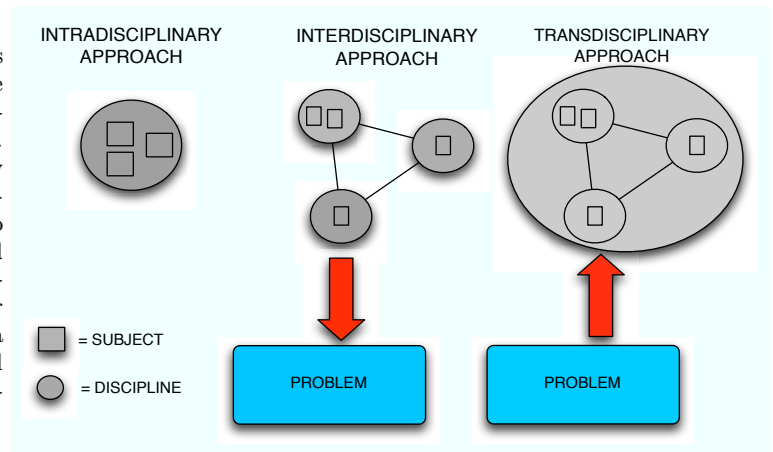 INTRADISCIPLINARY
APPROACH
INTERDISCIPLINARY
APPROACH
TRANSDISCIPLINARY
APPROACH
= SUBJECT
= DISCIPLINE
PROBLEM
PROBLEM